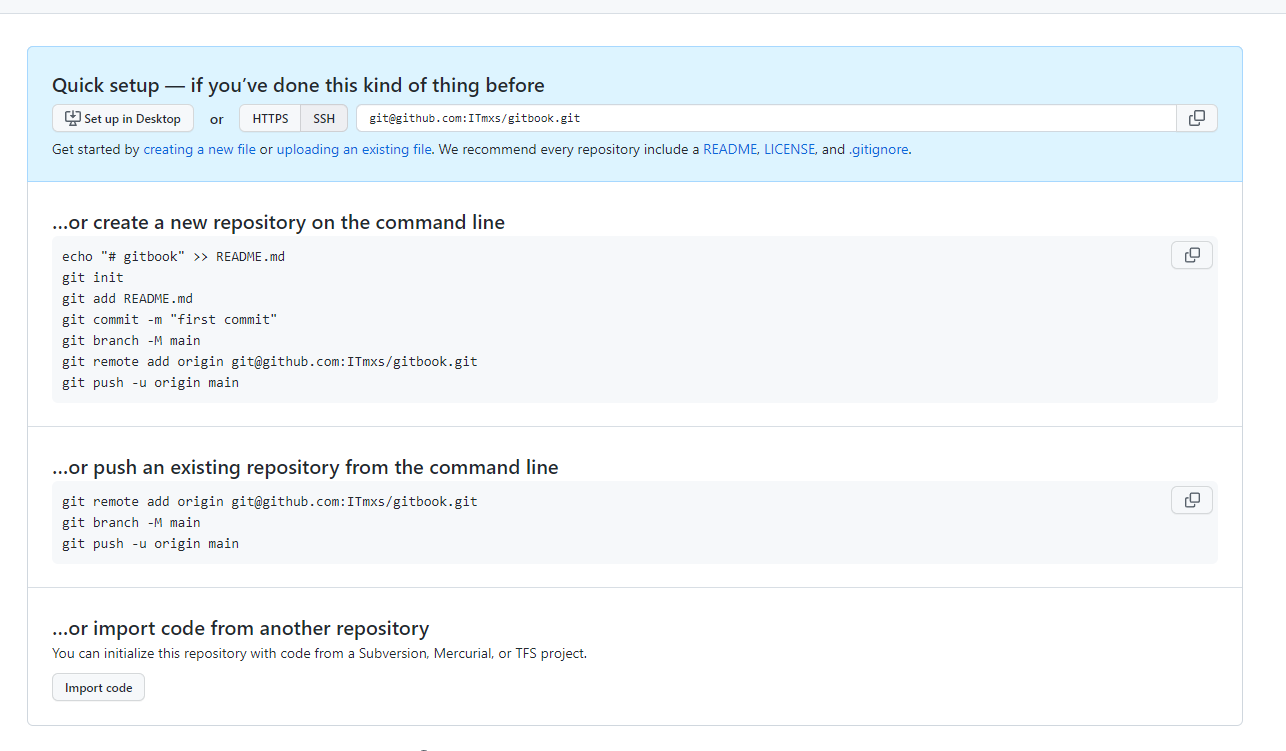 Quick setup — if you’ve done this kind of thing before
Set up in Desktop or HTTPS SSH git@github.com:ITmxs/gitbook.git
Get started by creating a new file or uploading an existing file. We recommend every repository include a README, LICENSE, and .gitignore.
…or create a new repository on the command line
echo "# gitbook" >> README.md
git init
git add README.md
git commit -m "first commit"
git branch -M main
git remote add origin git@github.com:ITmxs/gitbook.git
git push -u origin main
…or push an existing repository from the command line
git remote add origin git@github.com:ITmxs/gitbook.git
git branch -M main
git push -u origin main
…or import code from another repository
You can initialize this repository with code from a Subversion, Mercurial, or TFS project.
Import code